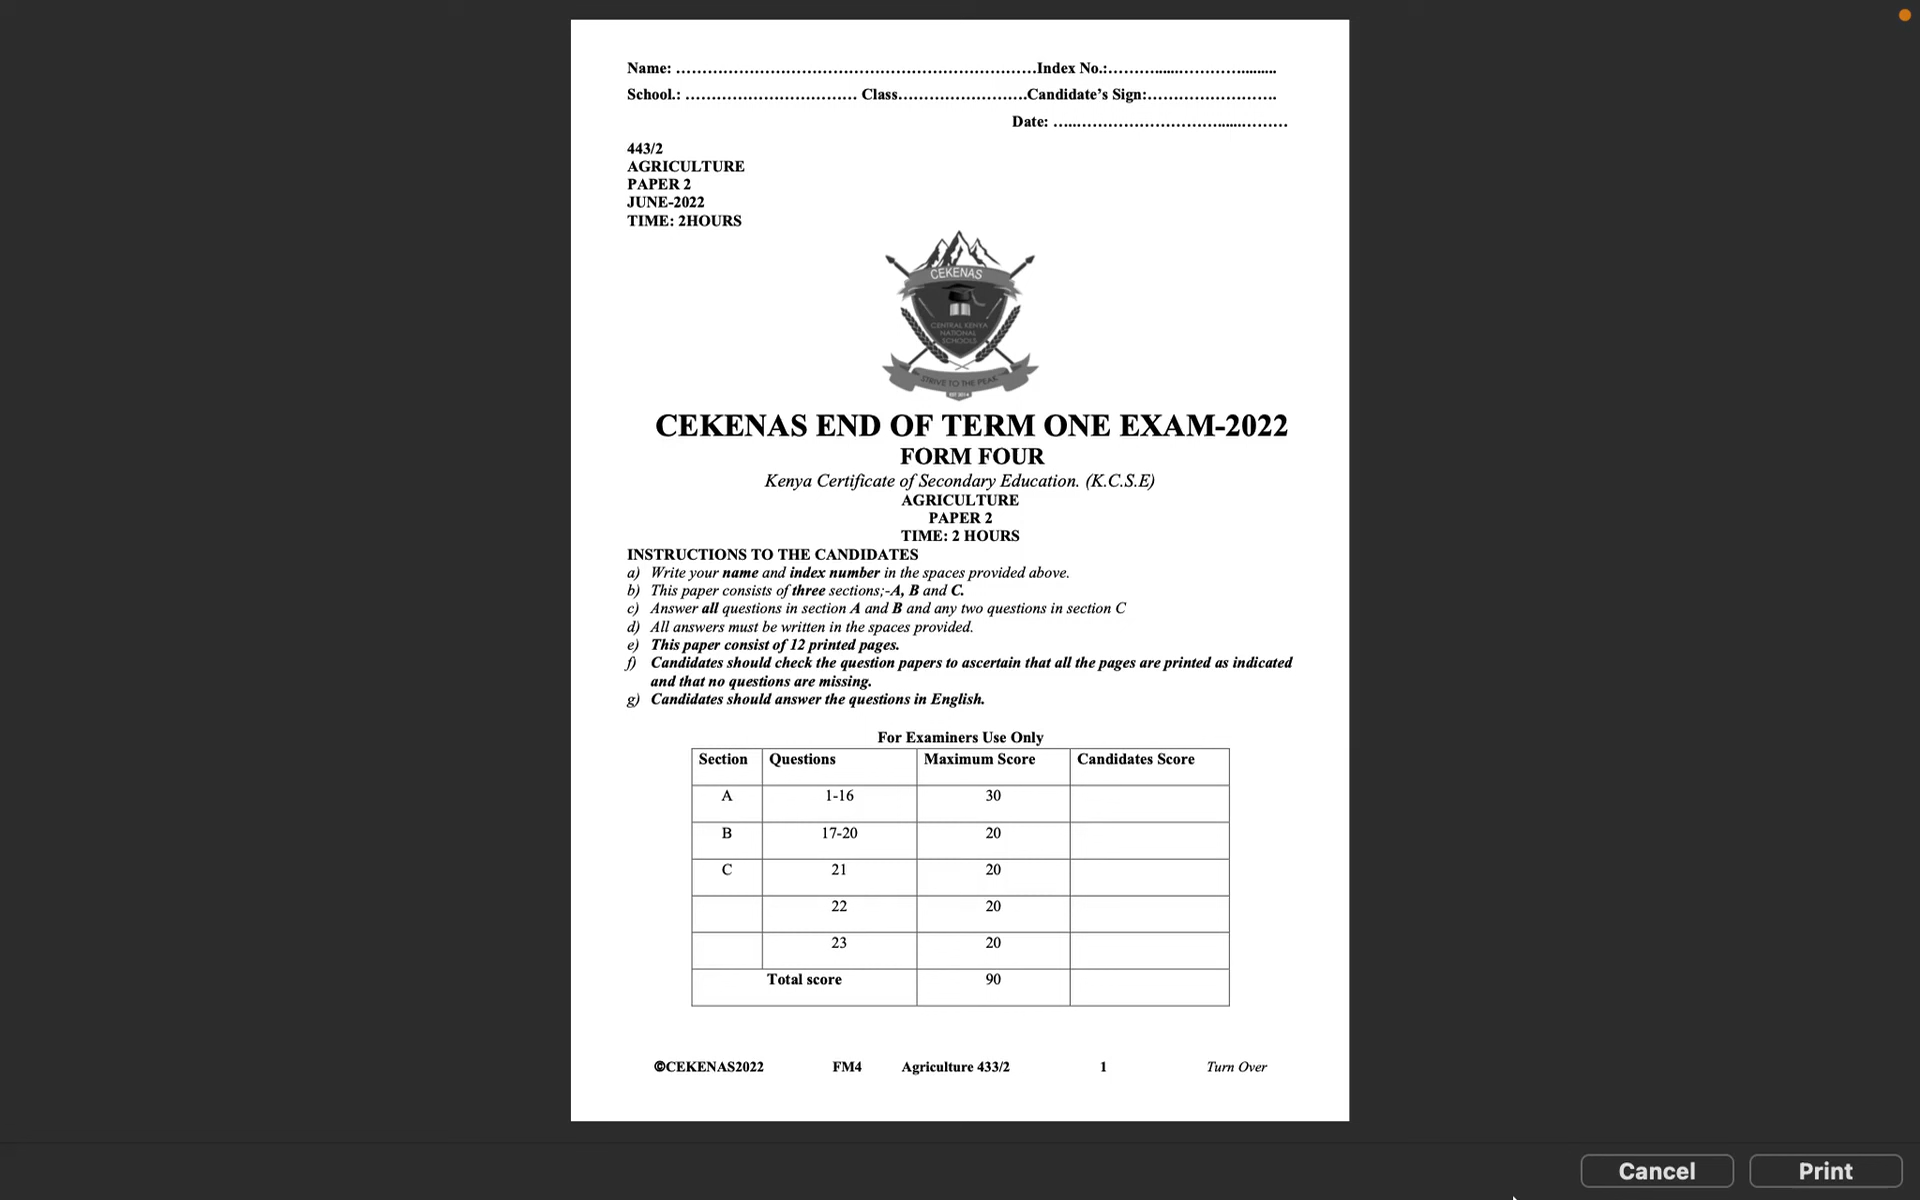 Name: ……………………………………………………………Index No.:………......…………..........
School.: …………………………… Class…………………….Candidate’s Sign:…………………….
Date: …..………………………......………
443/2
AGRICULTURE
PAPER 2
JUNE-2022
TIME: 2HOURS
CEKENAS
CENTRAL KENYA
NATIONAL
SCHOOLS
STRIVE TO THE PEAK
CEKENAS END OF TERM ONE EXAM-2022
FORM FOUR
Kenya Certificate of Secondary Education. (K.C.S.E)
AGRICULTURE
PAPER 2
TIME: 2 HOURS
INSTRUCTIONS TO THE CANDIDATES
a) Write your name and index number in the spaces provided above.
b) This paper consists of three sections;-A, B and C.
c) Answer all questions in section A and B and any two questions in section C
d) All answers must be written in the spaces provided.
e) This paper consist of 12 printed pages.
f) Candidates should check the question papers to ascertain that all the pages are printed as indicated
and that no questions are missing.
g) Candidates should answer the questions in English.
For Examiners Use Only
Section Questions Maximum Score Candidates Score
A 1-16 30
B 17-20 20
C 21 20
22 20
23 20
Total score 90
©CEKENAS2022 FM4 Agriculture 433/2 1 Turn Over
Cancel Print